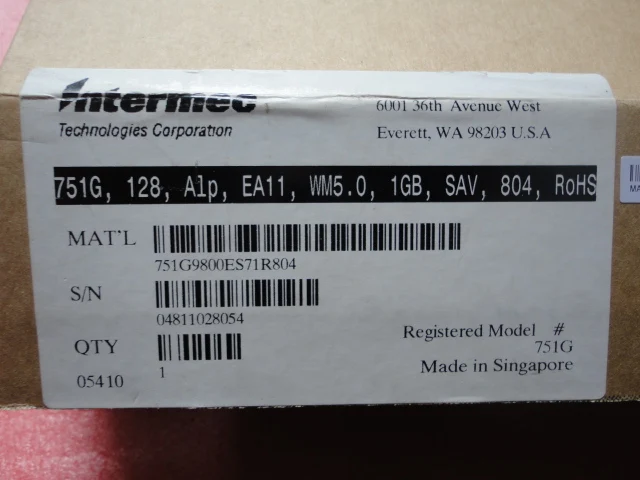 Intermec
6001 36th Avenue West
Technologies Corporation
Everett, WA 98203 U.S.A
751G, 128, Alp, EA11, WM5.0, 1GB, SAV, 804, RoHS
MAT'L
751G9800ES71R804
S/N
04811028054
Registered Model #
QTY
751G
Made in Singapore
05410
1
MA